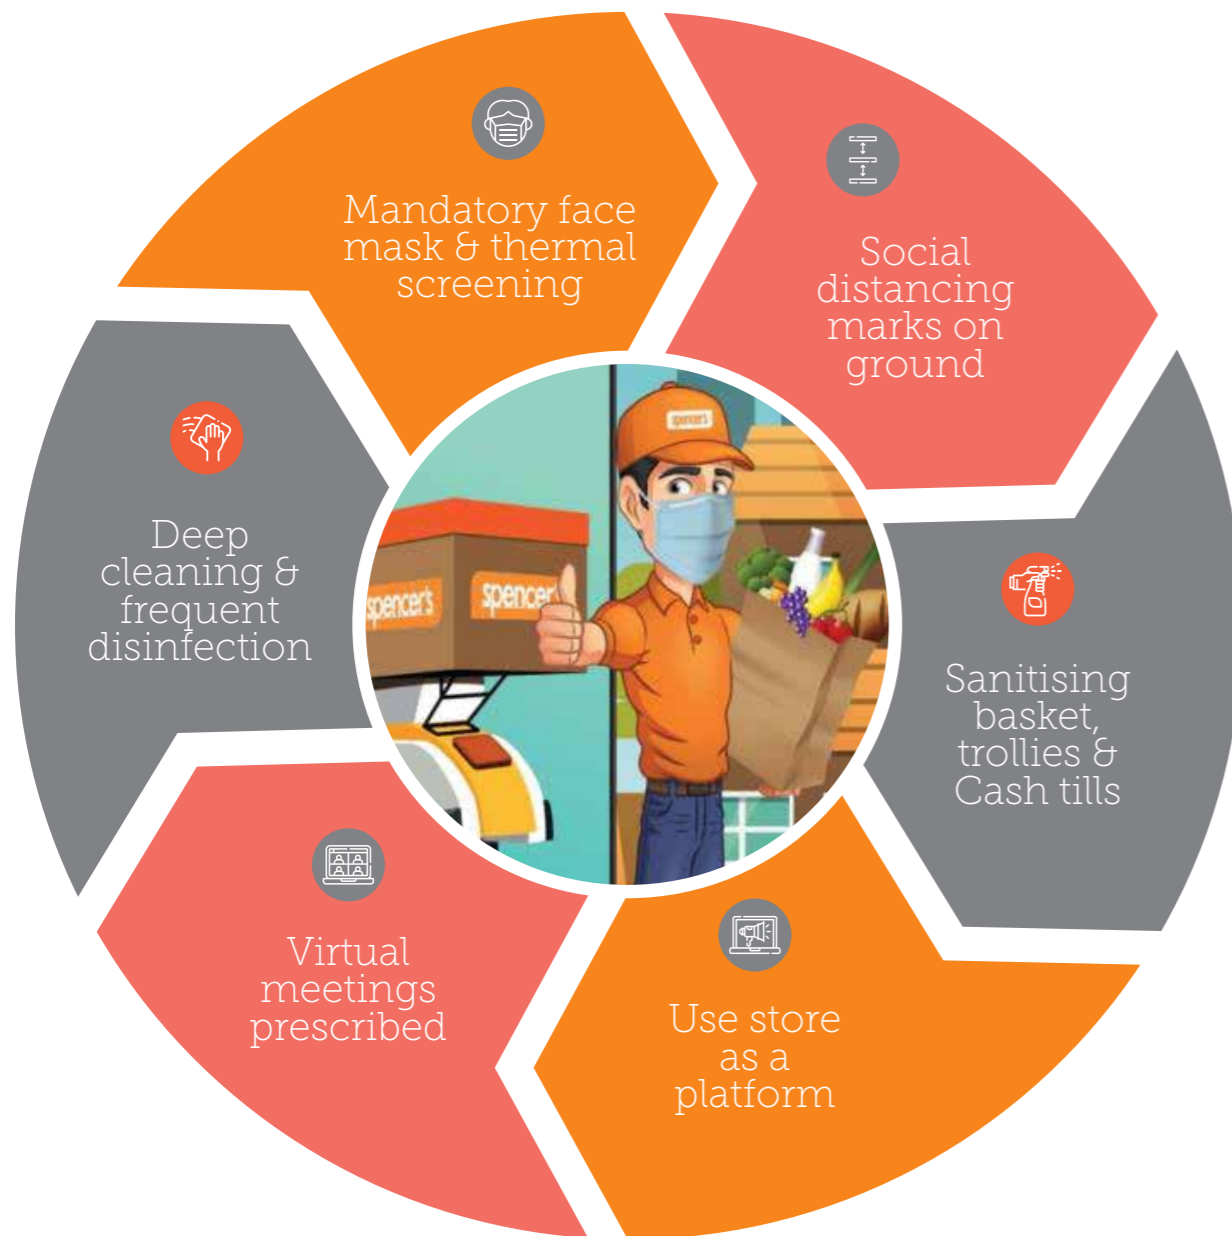 Mandatory face
mask & thermal
screening
Social
distancing
marks on
ground
Sanitising
basket,
trollies &
Cash tills
Use store
as a
platform
Virtual
meetings
prescribed
Deep
cleaning &
frequent
disinfection
spencer's
spencer's
spencer